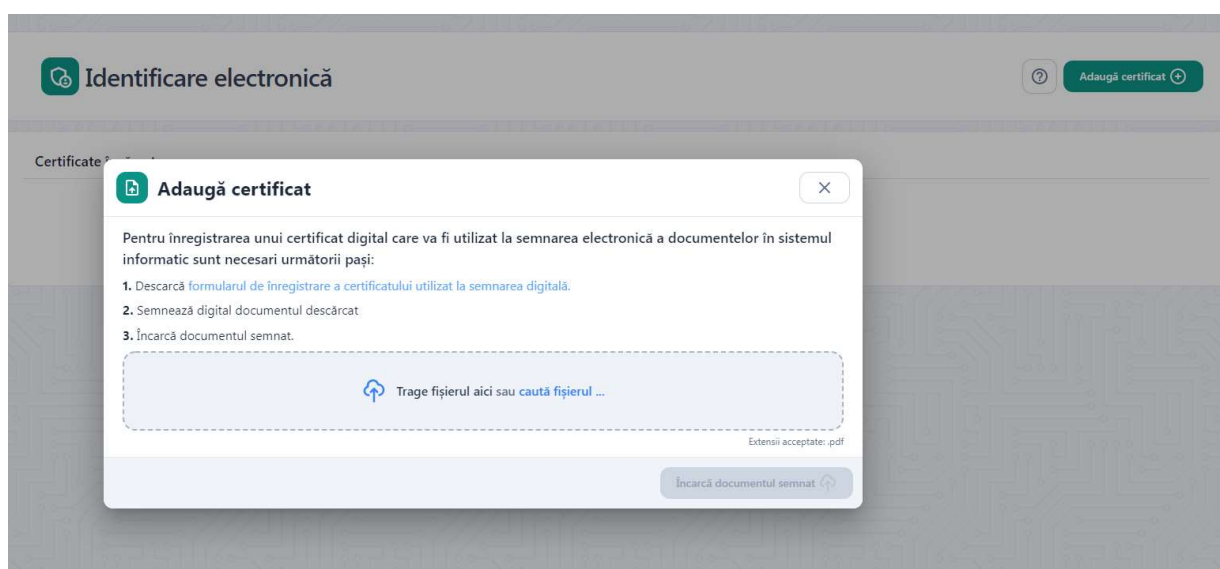 Identificare electronică
Adaugă certificat
Certificate
Adaugă certificat
Pentru înregistrarea unui certificat digital care va fi utilizat la semnarea electronică a documentelor în sistemul
informatic sunt necesari următorii pași:
1. Descarcă formularul de înregistrare a certificatului utilizat la semnarea digitală.
2. Semnează digital documentul descărcat
3. Încarcă documentul semnat.
Trage fișierul aici sau caută fișierul ...
Extensii acceptate: .pdf
Încarcă documentul semnat